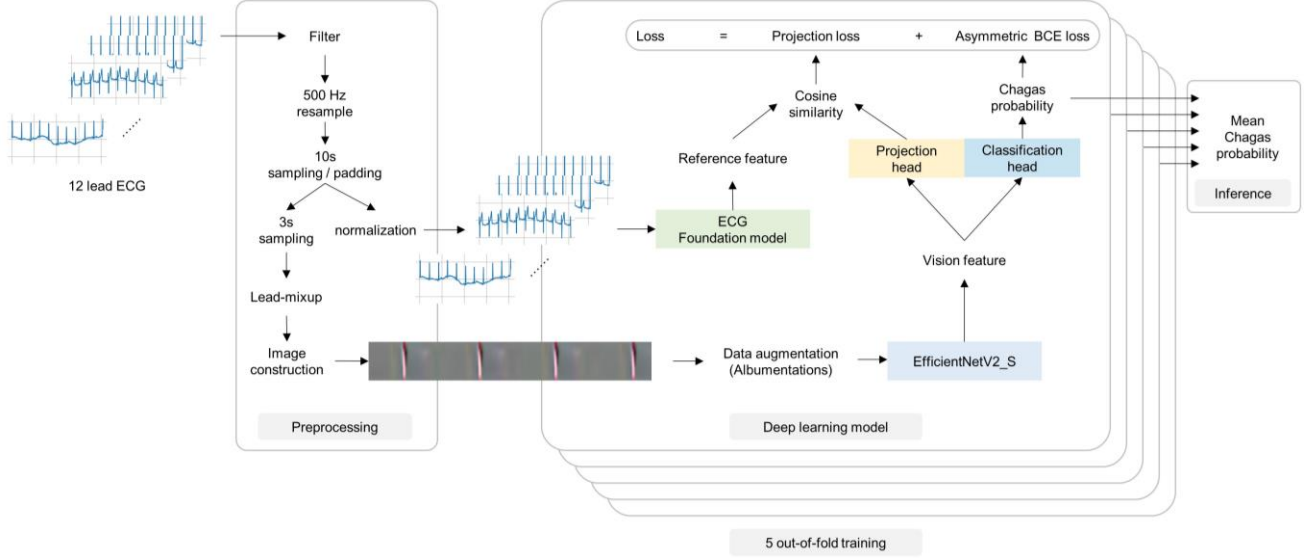 12 lead ECG
Filter
500 Hz
resample
10s
sampling / padding
3s
sampling
normalization
Lead-mixup
Image
construction
Preprocessing
Loss = Projection loss + Asymmetric BCE loss
Cosine
similarity
Chagas
probability
Reference feature
Projection
head
Classification
head
ECG
Foundation model
Vision feature
Data augmentation
(Albumentations)
EfficientNetV2_S
Deep learning model
5 out-of-fold training
Mean
Chagas
probability
Inference